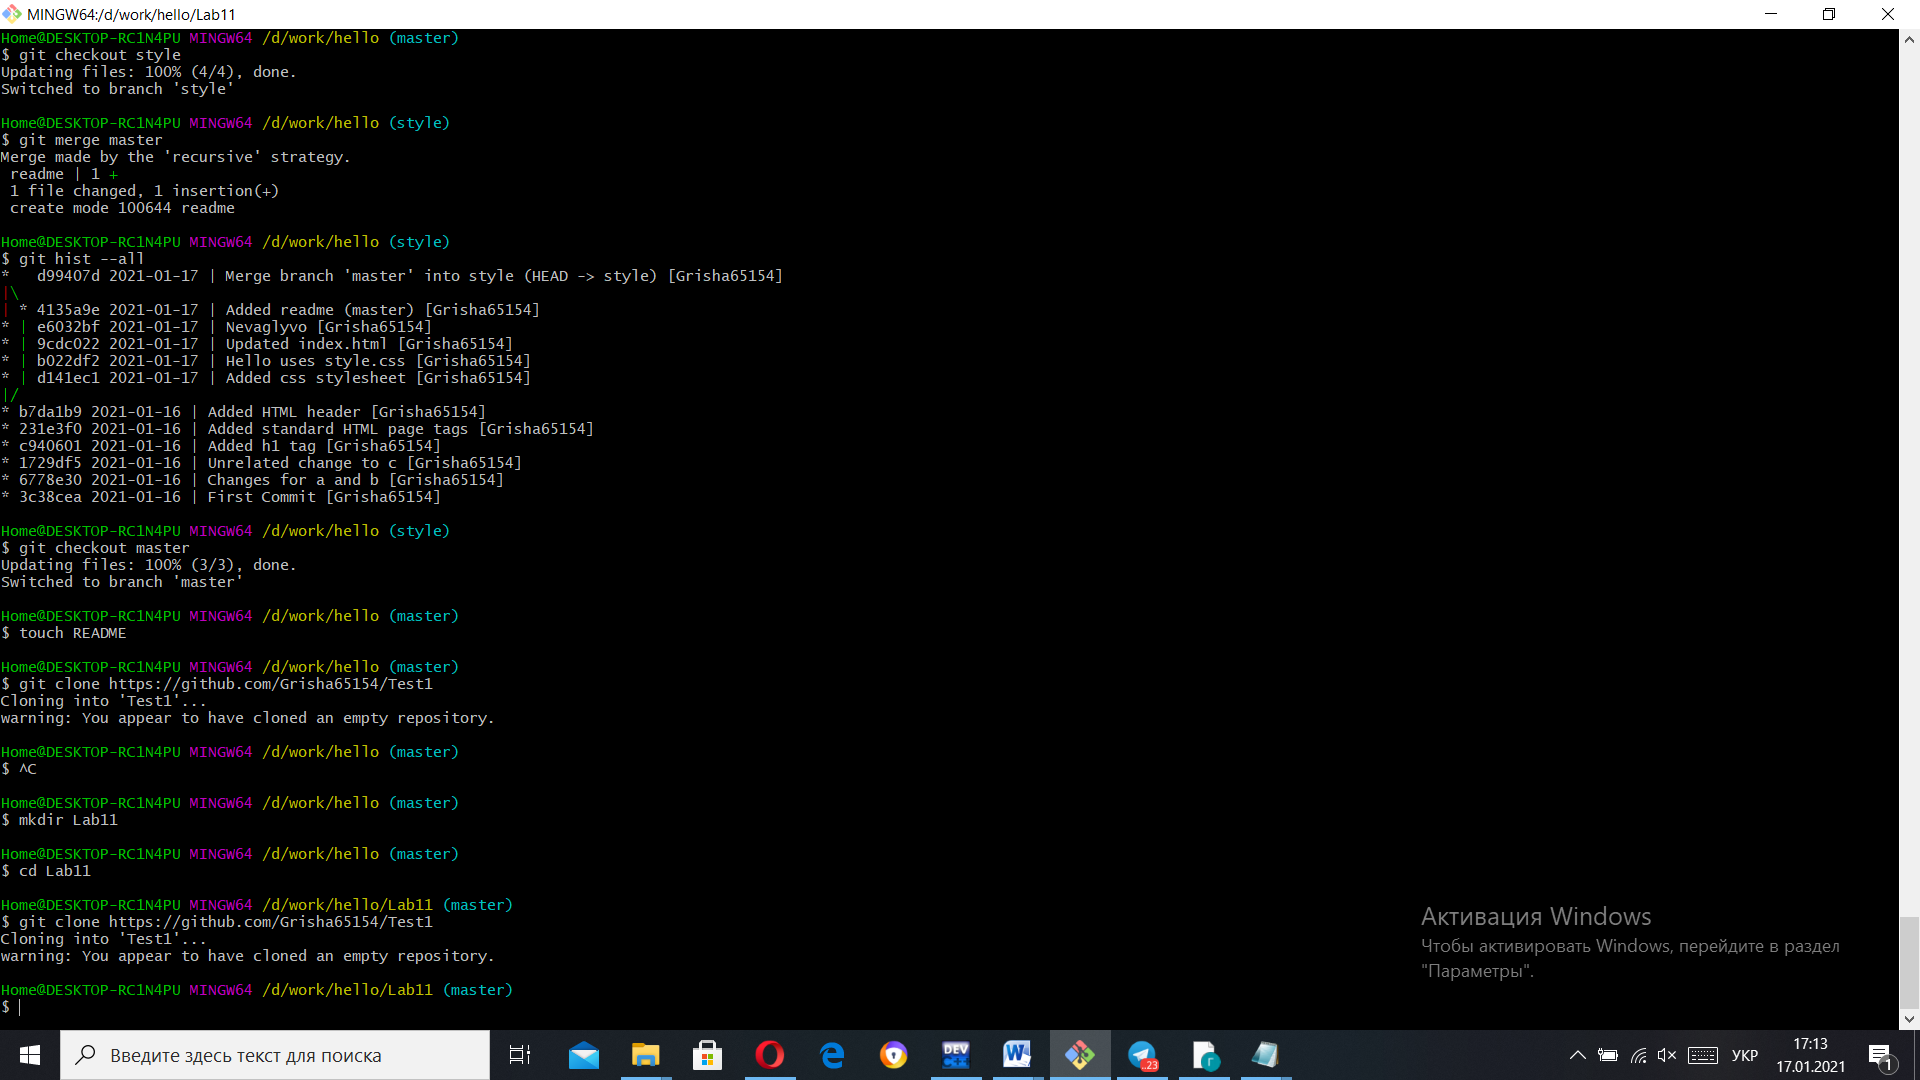 MINGW64:/d/work/hello/Lab11
Home@DESKTOP-RC1N4PU MINGW64 /d/work/hello (master)
$ git checkout style
Updating files: 100% (4/4), done.
Switched to branch 'style'
Home@DESKTOP-RC1N4PU MINGW64 /d/work/hello (style)
$ git merge master
Merge made by the 'recursive' strategy.
 readme | 1 +
 1 file changed, 1 insertion(+)
 create mode 100644 readme
Home@DESKTOP-RC1N4PU MINGW64 /d/work/hello (style)
$ git hist --all
*   d99407d 2021-01-17 | Merge branch 'master' into style (HEAD -> style) [Grisha65154]
|\
| * 4135a9e 2021-01-17 | Added readme (master) [Grisha65154]
* | e6032bf 2021-01-17 | Nevaglyvo [Grisha65154]
* | 9cdc022 2021-01-17 | Updated index.html [Grisha65154]
* | b022df2 2021-01-17 | Hello uses style.css [Grisha65154]
* | d141ec1 2021-01-17 | Added css stylesheet [Grisha65154]
|/
* b7da1b9 2021-01-16 | Added HTML header [Grisha65154]
* 231e3f0 2021-01-16 | Added standard HTML page tags [Grisha65154]
* c940601 2021-01-16 | Added h1 tag [Grisha65154]
* 1729df5 2021-01-16 | Unrelated change to c [Grisha65154]
* 6778e30 2021-01-16 | Changes for a and b [Grisha65154]
* 3c38cea 2021-01-16 | First Commit [Grisha65154]
Home@DESKTOP-RC1N4PU MINGW64 /d/work/hello (style)
$ git checkout master
Updating files: 100% (3/3), done.
Switched to branch 'master'
Home@DESKTOP-RC1N4PU MINGW64 /d/work/hello (master)
$ touch README
Home@DESKTOP-RC1N4PU MINGW64 /d/work/hello (master)
$ git clone https://github.com/Grisha65154/Test1
Cloning into 'Test1'...
warning: You appear to have cloned an empty repository.
Home@DESKTOP-RC1N4PU MINGW64 /d/work/hello (master)
$ ^C
Home@DESKTOP-RC1N4PU MINGW64 /d/work/hello (master)
$ mkdir Lab11
Home@DESKTOP-RC1N4PU MINGW64 /d/work/hello (master)
$ cd Lab11
Home@DESKTOP-RC1N4PU MINGW64 /d/work/hello/Lab11 (master)
$ git clone https://github.com/Grisha65154/Test1
Cloning into 'Test1'...
warning: You appear to have cloned an empty repository.
Home@DESKTOP-RC1N4PU MINGW64 /d/work/hello/Lab11 (master)
$
Активация Windows
Чтобы активировать Windows, перейдите в раздел
"Параметры".
Введите здесь текст для поиска
DEV
C++
W
..23
г
УКР
17:13
17.01.2021
1